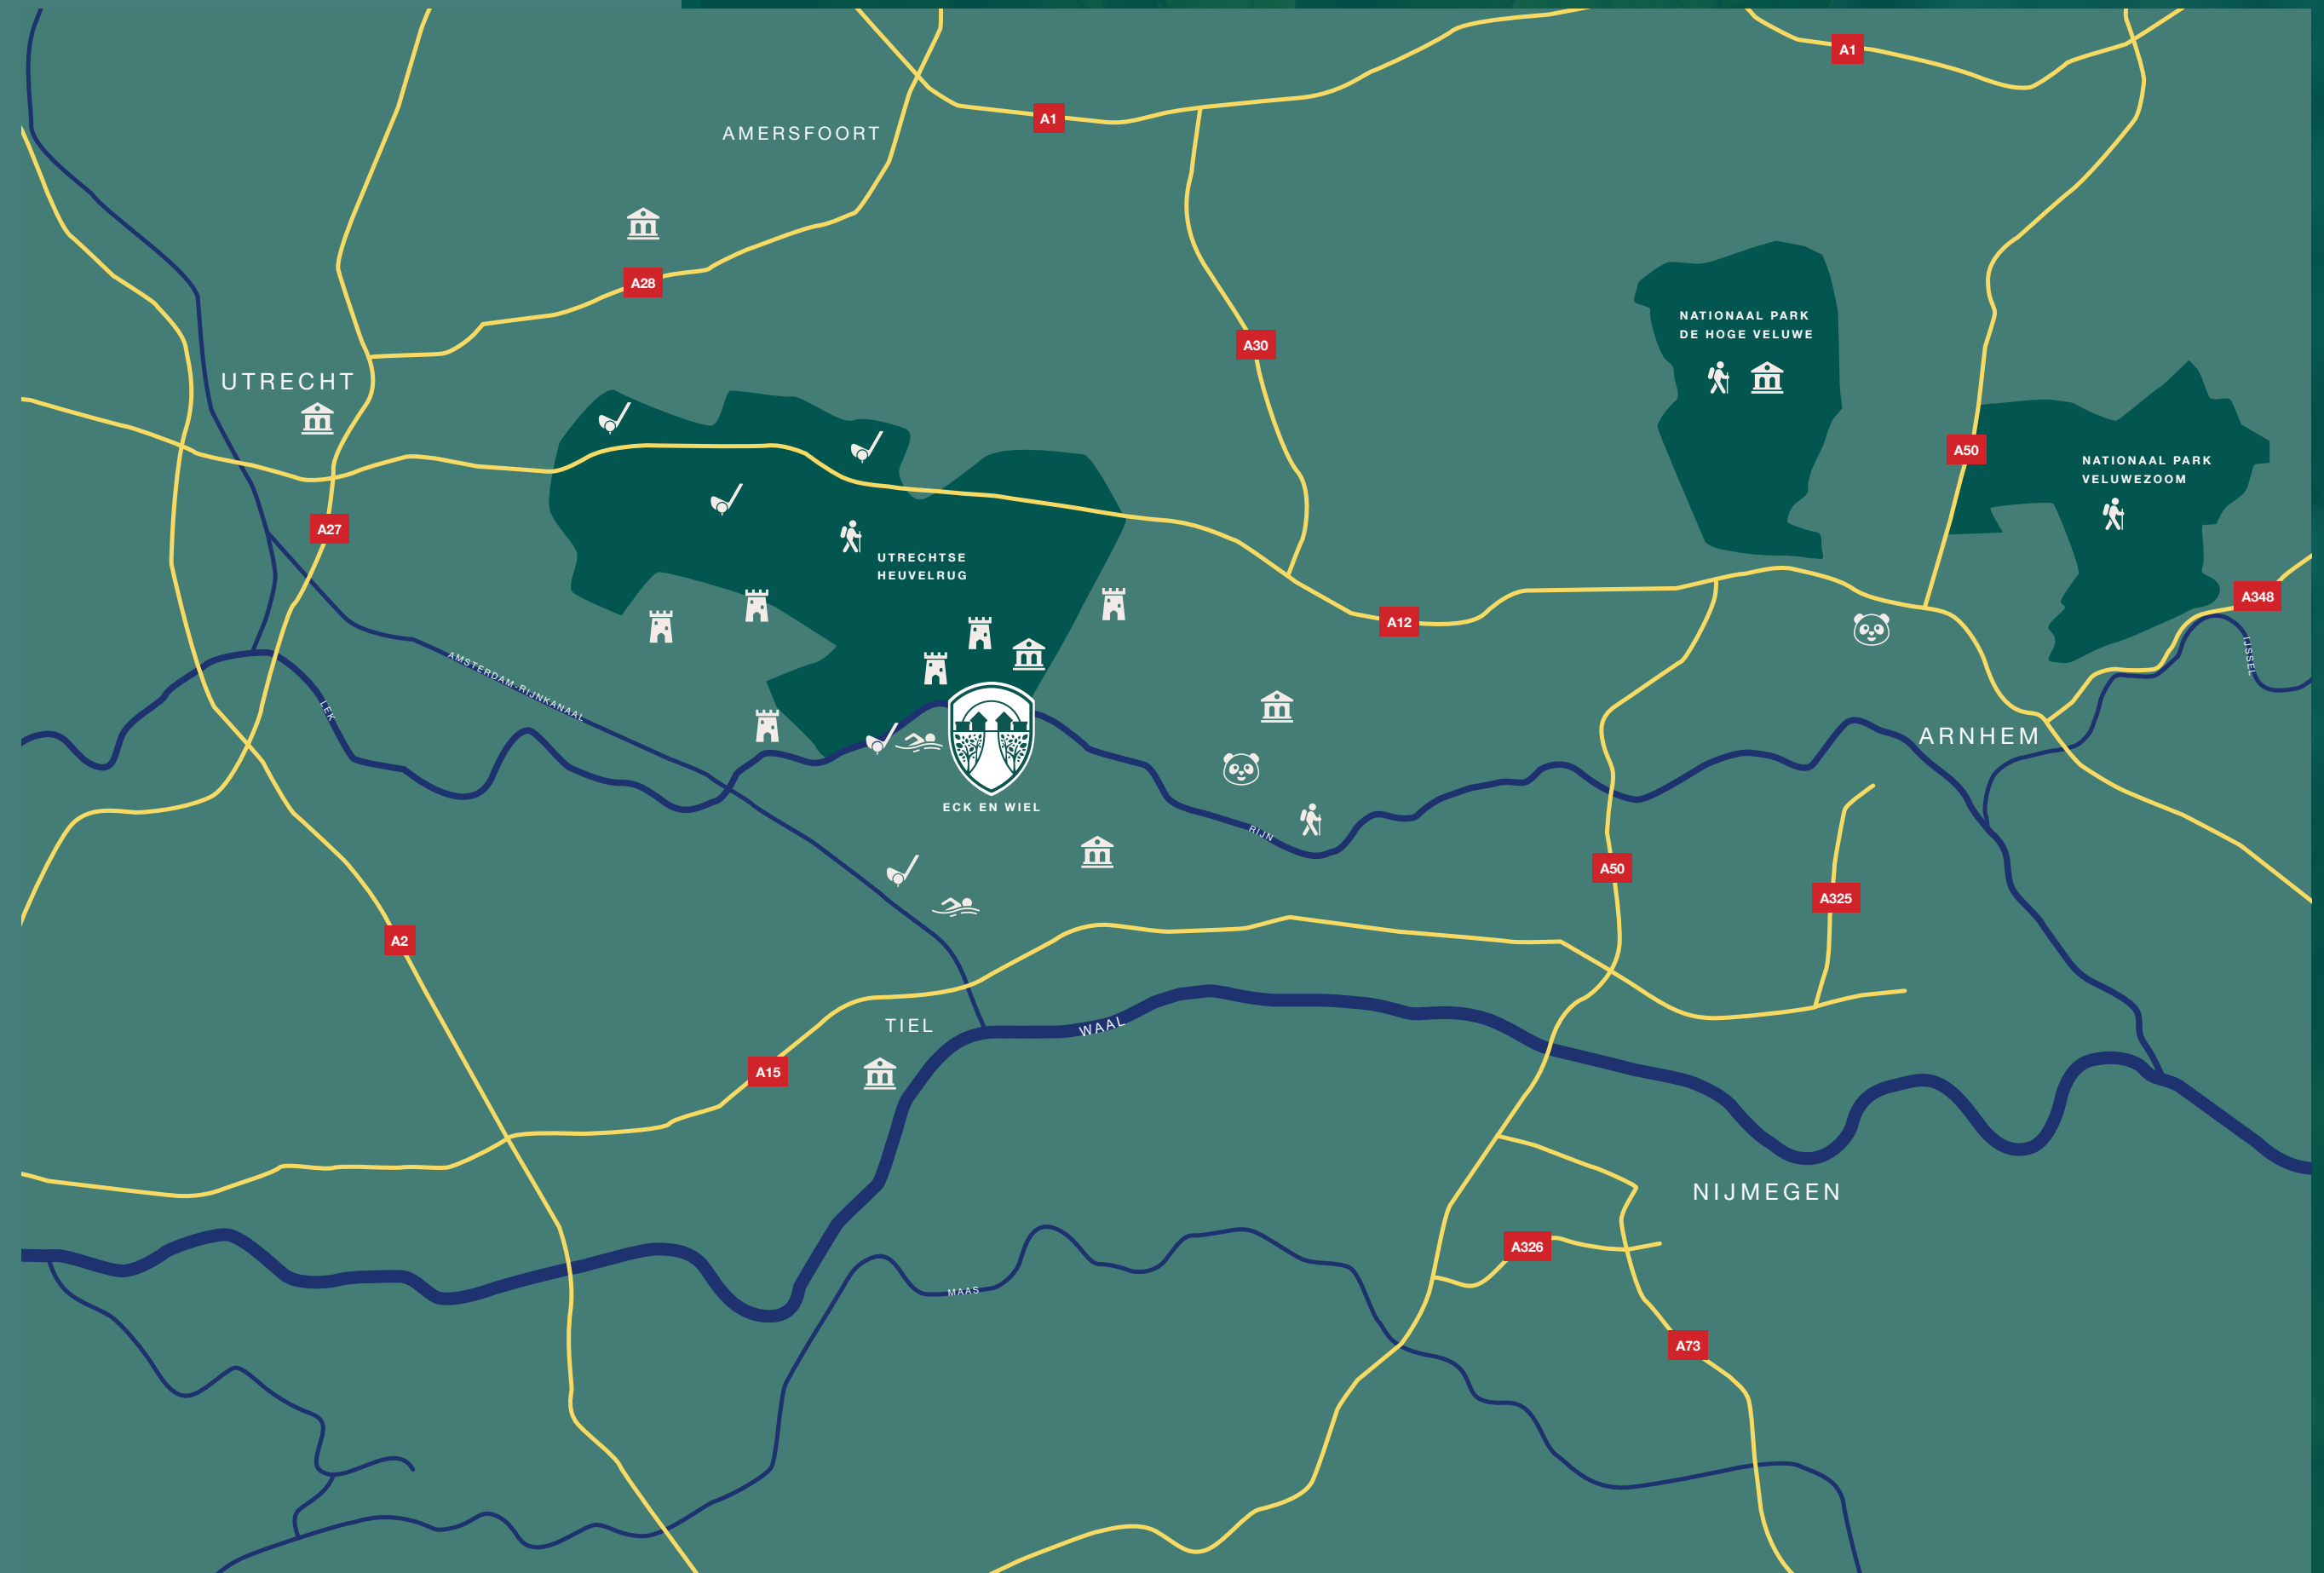 A1
A1
AMERSFOORT
A28
NATIONAAL PARK
DE HOGE VELUWE
A30
UTRECHT
A50
NATIONAAL PARK
VELUWEZOOM
A27
UTRECHTSE
HEUVELRUG
A348
A12
IJSSEL
AMSTERDAM-RIJNKANAAL
LEK
ARNHEM
ECK EN WIEL
RIJN
A50
A325
A2
TIEL
WAAL
A15
NIJMEGEN
A326
MAAS
A73